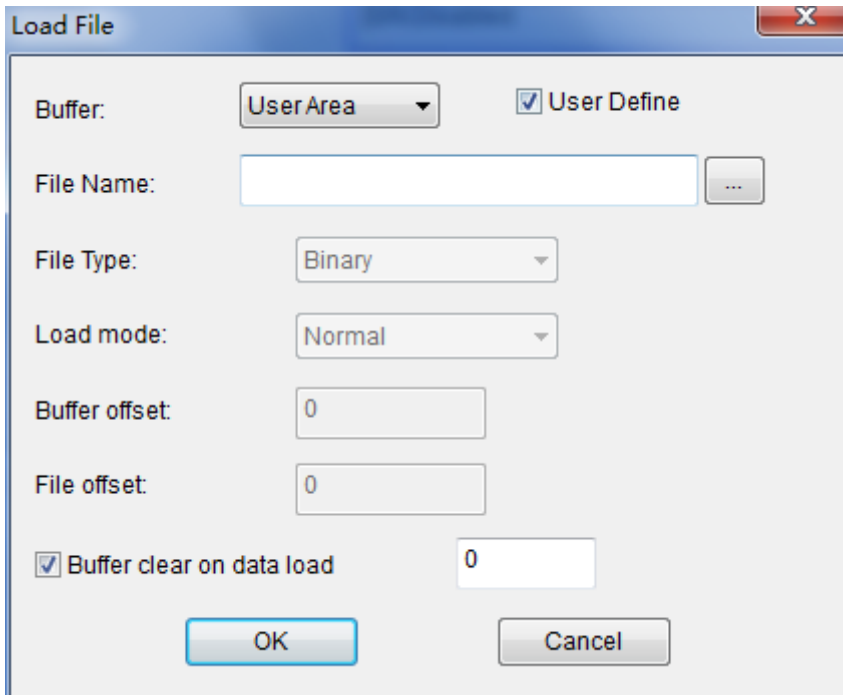 Load File
Buffer: User Area User Define
File Name: ...
File Type: Binary
Load mode: Normal
Buffer offset: 0
File offset: 0
Buffer clear on data load 0
OK Cancel